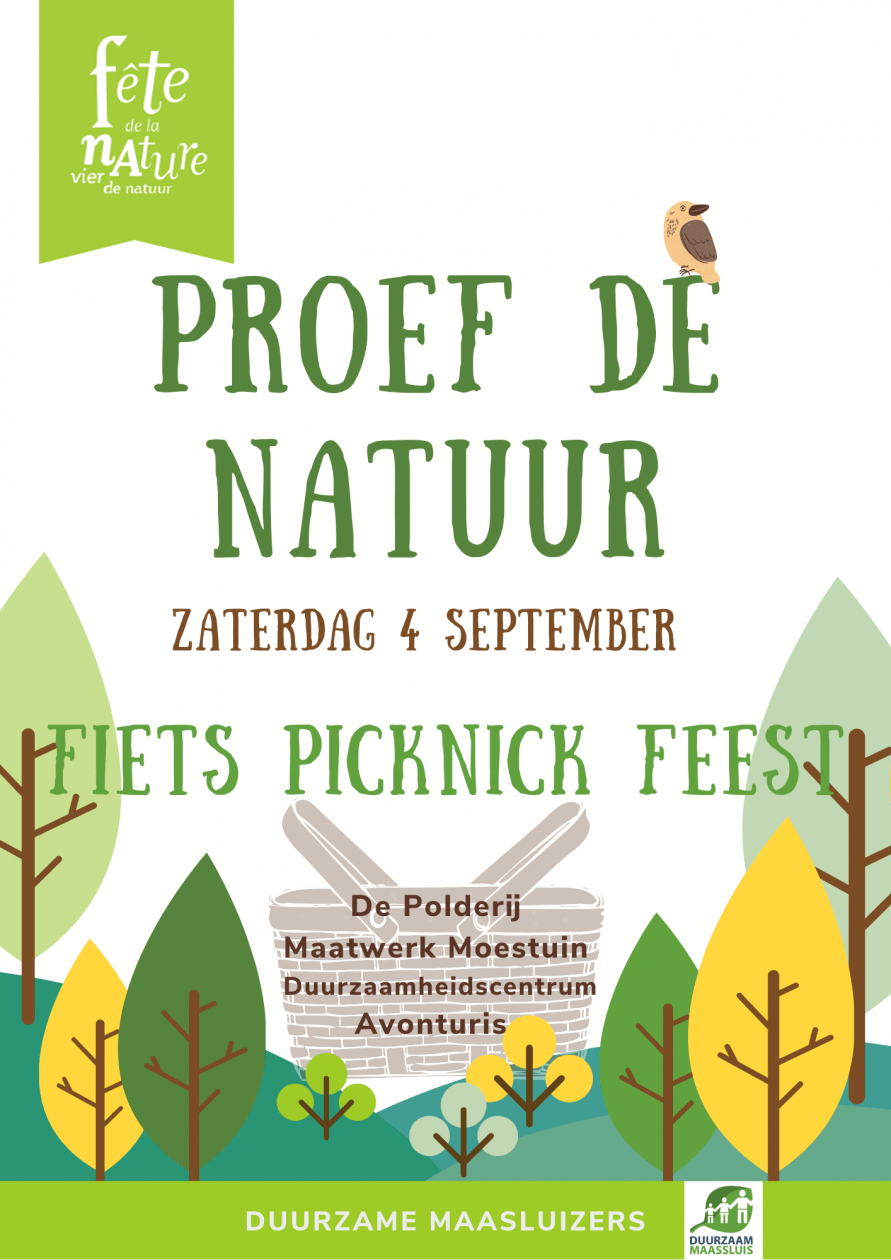 fête
de la
nAture
vier
de natuur
PROEF DE
NATUUR
ZATERDAG 4 SEPTEMBER
FIETS PICKNICK FEEST
De Polderij
Maatwerk Moestuin
Duurzaamheidscentrum
Avonturis
DUURZAME MAASLUIZERS
DUURZAAM
MAASSLUIS